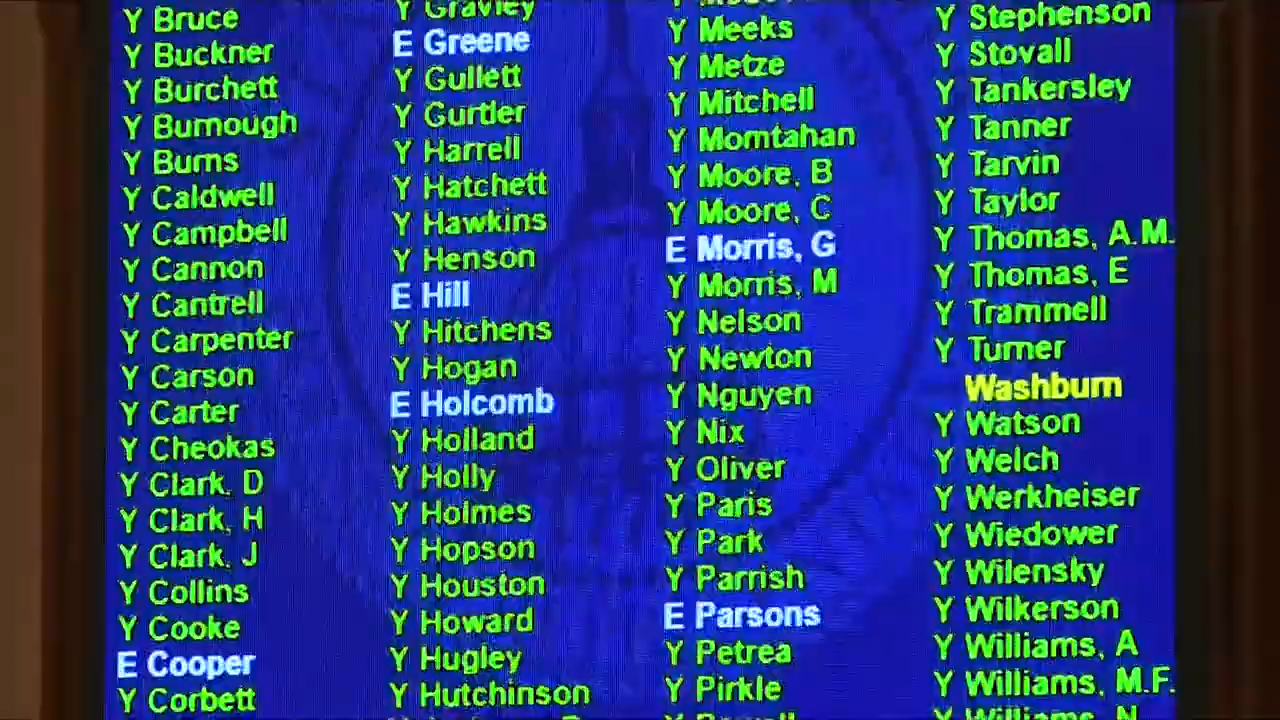 Y Bruce
Y Buckner
Y Burchett
Y Burnough
Y Burns
Y Caldwell
Y Campbell
Y Cannon
Y Cantrell
Y Carpenter
Y Carson
Y Carter
Y Cheokas
Y Clark, D
Y Clark, H
Y Clark, J
Y Collins
Y Cooke
E Cooper
Y Corbett
Y Gravley
E Greene
Y Gullett
Y Gurtler
Y Harrell
Y Hatchett
Y Hawkins
Y Henson
E Hill
Y Hitchens
Y Hogan
E Holcomb
Y Holland
Y Holly
Y Holmes
Y Hopson
Y Houston
Y Howard
Y Hugley
Y Hutchinson
Y Meeks
Y Metze
Y Mitchell
Y Momtahan
Y Moore, B
Y Moore, C
E Morris, G
Y Morris, M
Y Nelson
Y Newton
Y Nguyen
Y Nix
Y Oliver
Y Paris
Y Park
Y Parrish
E Parsons
Y Petrea
Y Pirkle
Y Stephenson
Y Stovall
Y Tankersley
Y Tanner
Y Tarvin
Y Taylor
Y Thomas, A.M.
Y Thomas, E
Y Trammell
Y Turner
Washburn
Y Watson
Y Welch
Y Werkheiser
Y Wiedower
Y Wilensky
Y Wilkerson
Y Williams, A
Y Williams, M.F.
Y Williams, N